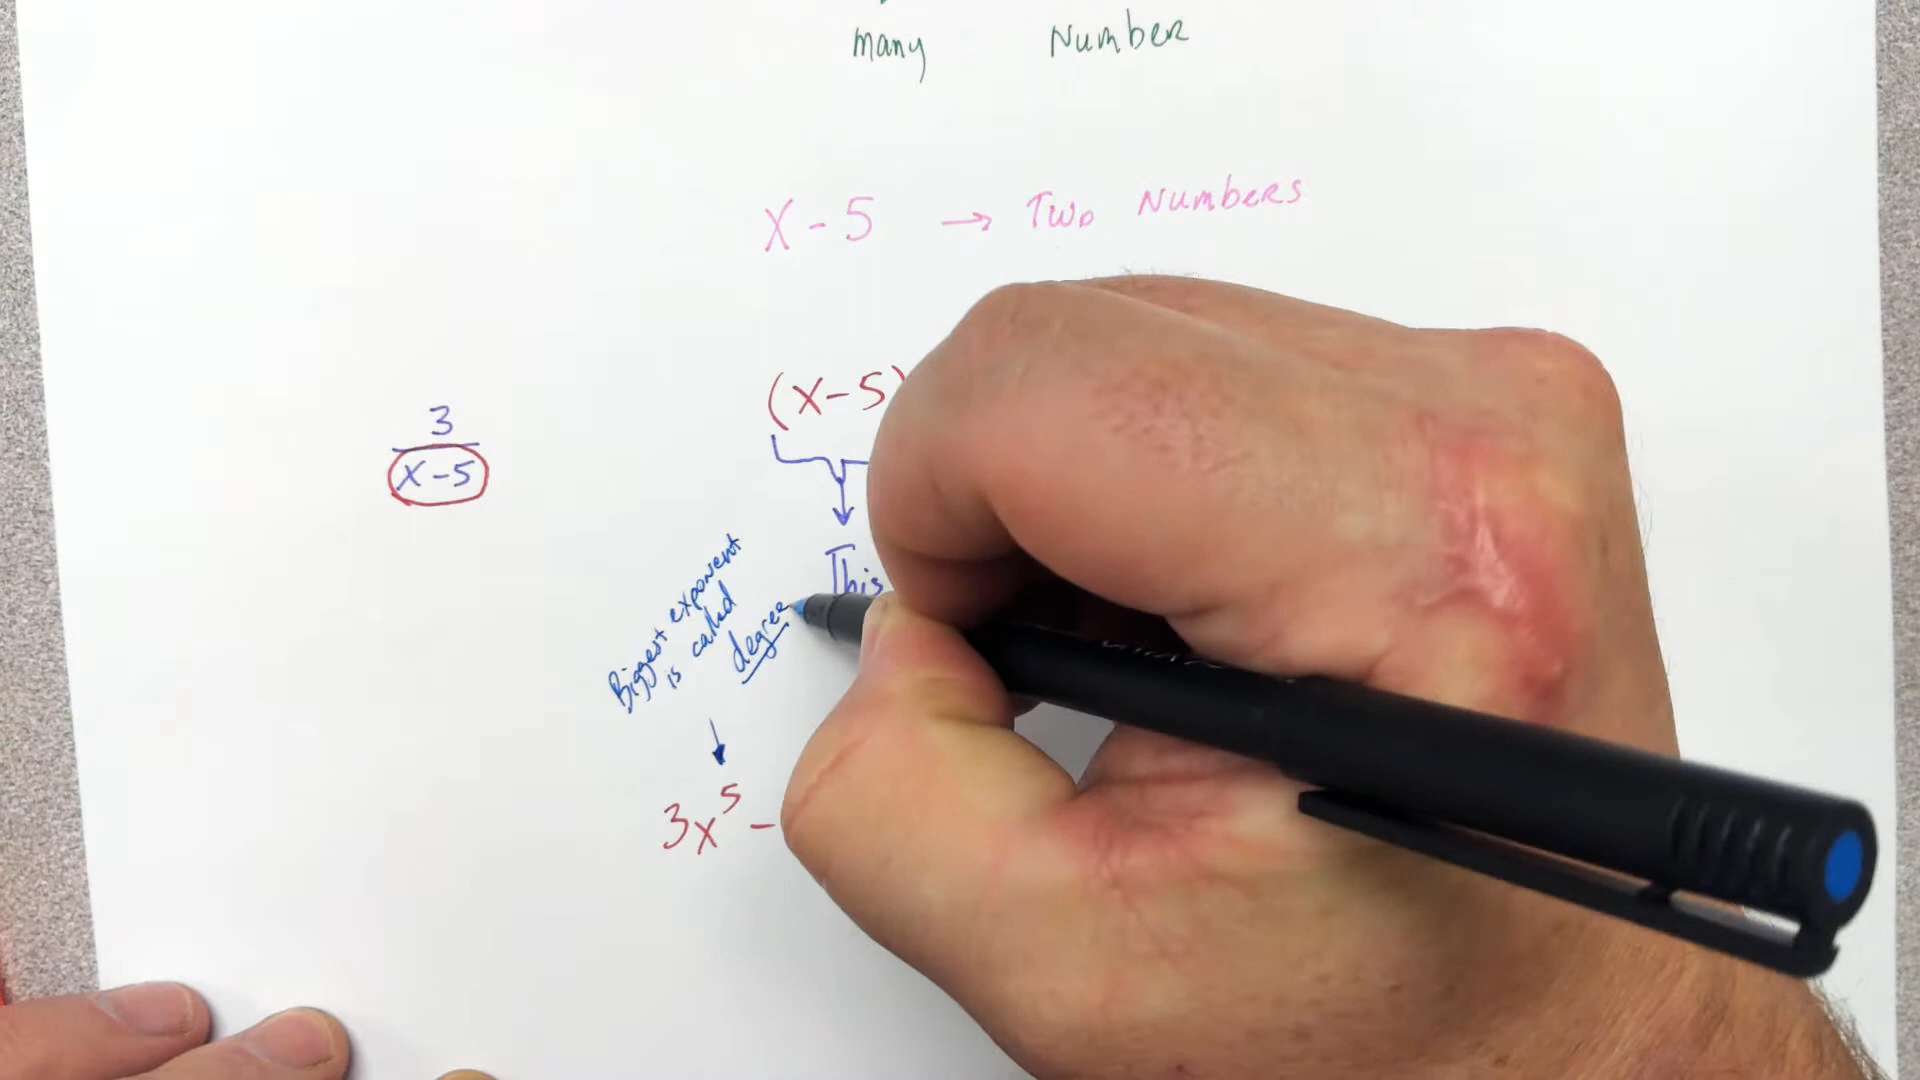 many Number
X - 5 → Two Numbers
(X - 5)
3
X - 5
This
Biggest exponent
is called
degree
3x⁵ -